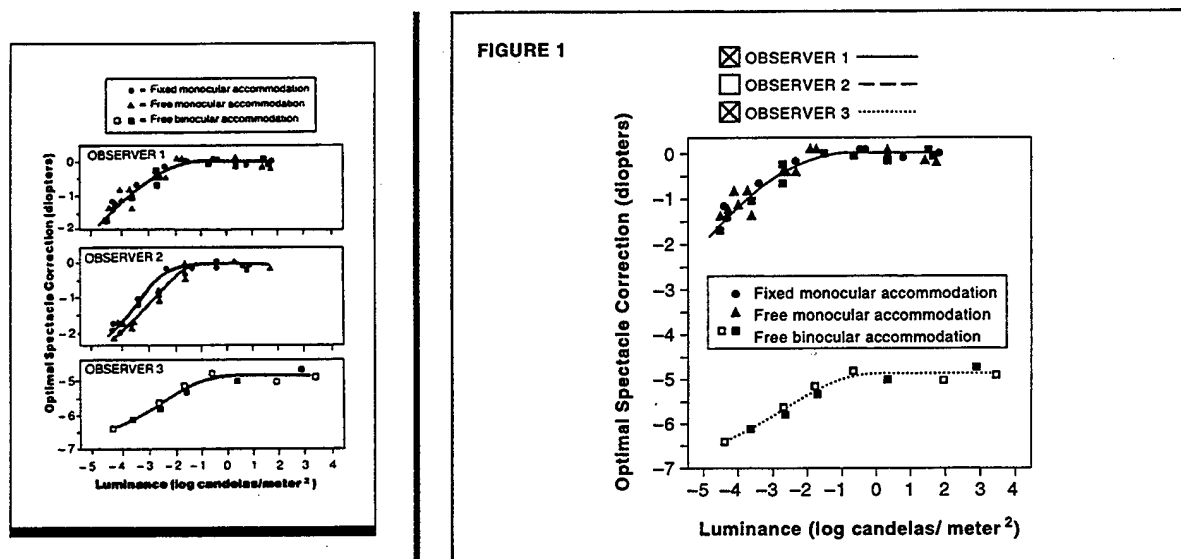 ● = Fixed monocular accommodation
▲ = Free monocular accommodation
□ ■ = Free binocular accommodation
Optimal Spectacle Correction (diopters)
OBSERVER 1
0
−1
−2
OBSERVER 2
0
−1
−2
OBSERVER 3
−5
−6
−7
−5 −4 −3 −2 −1 0 1 2 3 4
Luminance (log candelas/meter²)
FIGURE 1
☒ OBSERVER 1
☐ OBSERVER 2
☒ OBSERVER 3
Optimal Spectacle Correction (diopters)
0
−1
−2
−3
−4
−5
−6
−7
● Fixed monocular accommodation
▲ Free monocular accommodation
□ ■ Free binocular accommodation
−5 −4 −3 −2 −1 0 1 2 3 4
Luminance (log candelas/ meter²)